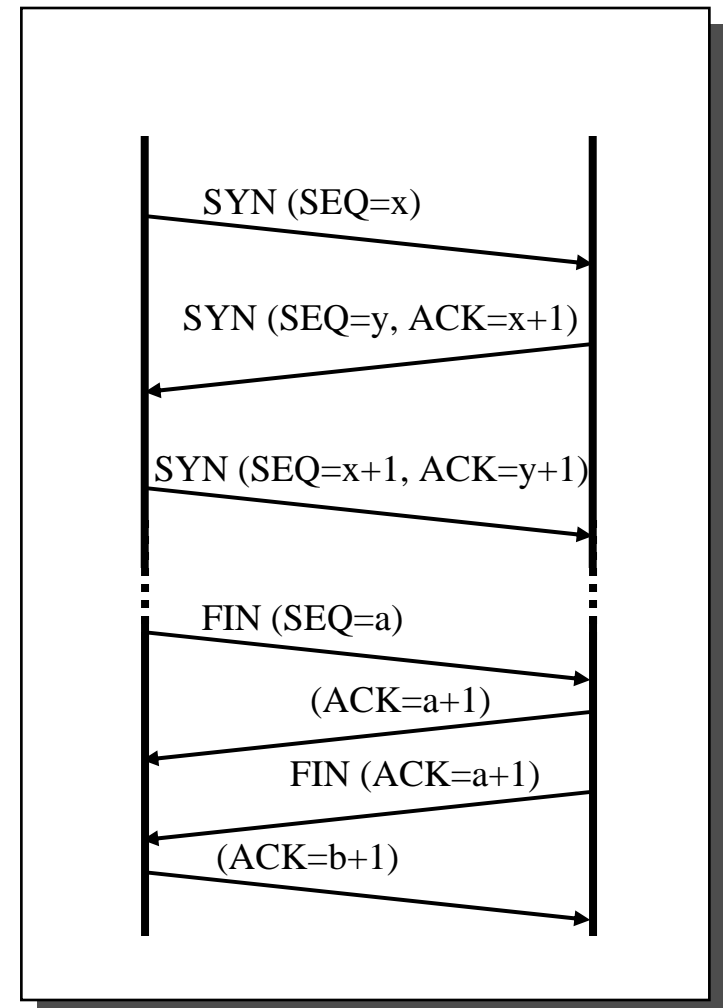 SYN (SEQ=x)
SYN (SEQ=y, ACK=x+1)
SYN (SEQ=x+1, ACK=y+1)
FIN (SEQ=a)
(ACK=a+1)
FIN (ACK=a+1)
(ACK=b+1)